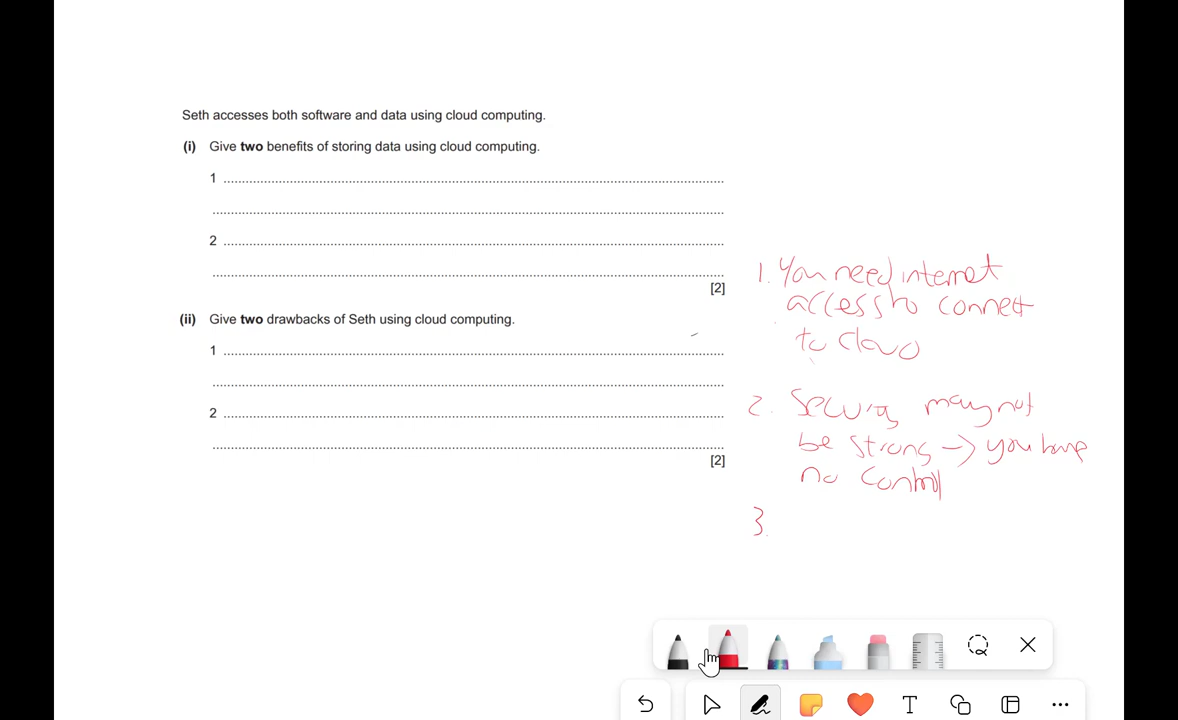 Seth accesses both software and data using cloud computing.
(i) Give two benefits of storing data using cloud computing.
1 ..........
..........
2 ..........
..........
[2]
(ii) Give two drawbacks of Seth using cloud computing.
1 ..........
..........
2 ..........
..........
[2]
1. You need internet
access to connect
to cloud
2. Security may not
be strong → you have
no control
3.